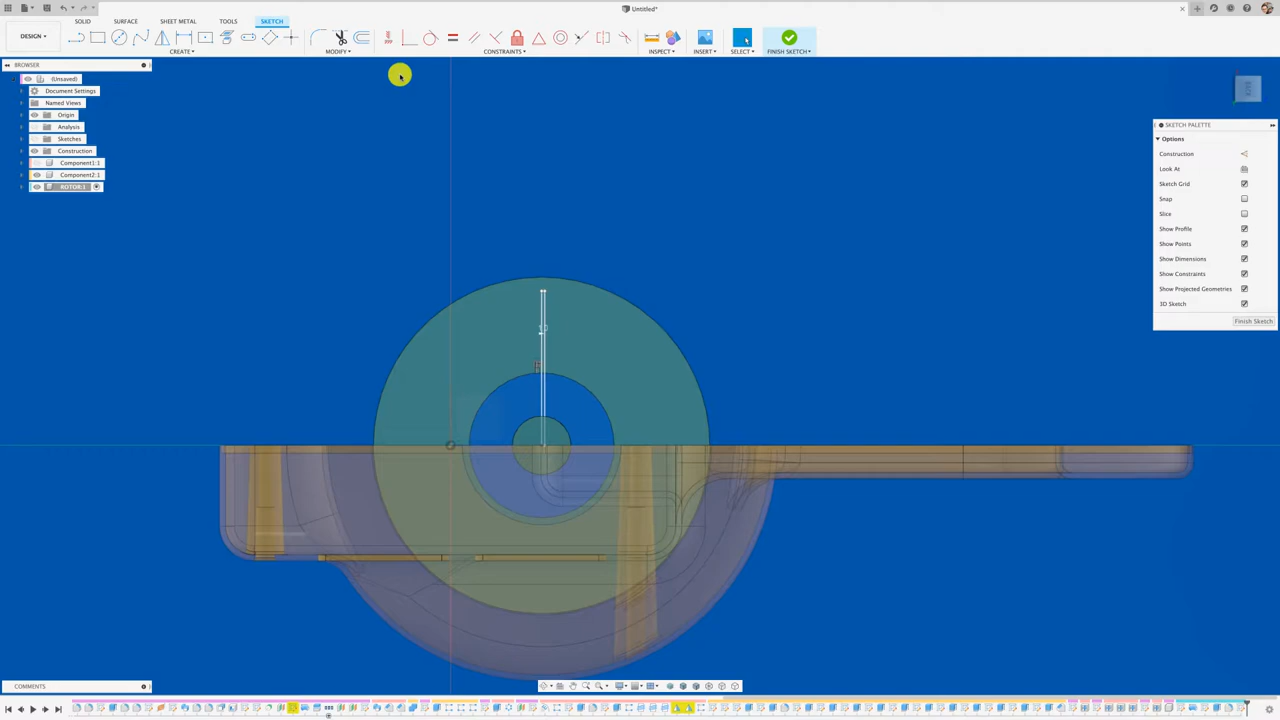 Untitled*
SOLID SURFACE SHEET METAL TOOLS SKETCH
DESIGN
CREATE MODIFY CONSTRAINTS INSPECT INSERT SELECT FINISH SKETCH
BROWSER
(Unsaved)
Document Settings
Named Views
Origin
Analysis
Sketches
Construction
Component1:1
Component2:1
ROTOR:1
SKETCH PALETTE
Options
Construction
Look At
Sketch Grid
Snap
Slice
Show Profile
Show Points
Show Dimensions
Show Constraints
Show Projected Geometries
3D Sketch
Finish Sketch
COMMENTS